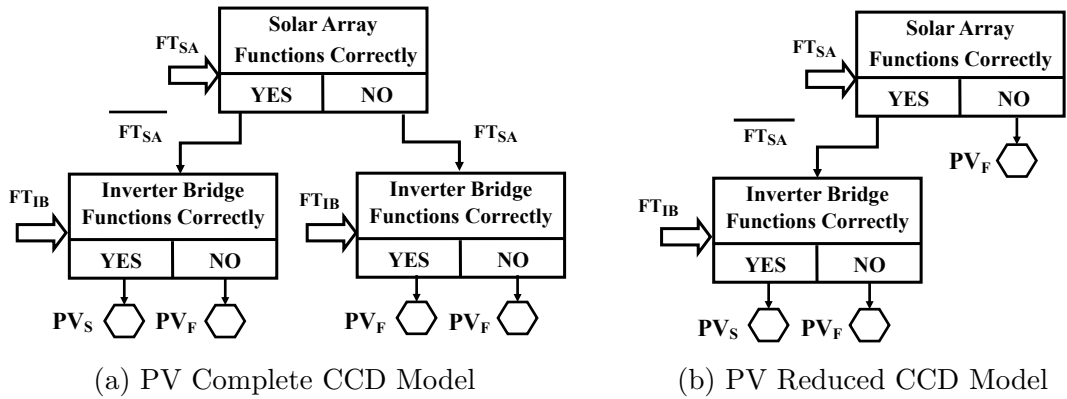 Solar Array
Functions Correctly
FT_SA
YES NO
FT_SA FT_SA
Inverter Bridge
Functions Correctly
FT_IB
YES NO
PV_S PV_F
Inverter Bridge
Functions Correctly
FT_IB
YES NO
PV_F PV_F
(a) PV Complete CCD Model
Solar Array
Functions Correctly
FT_SA
YES NO
FT_SA
PV_F
Inverter Bridge
Functions Correctly
FT_IB
YES NO
PV_S PV_F
(b) PV Reduced CCD Model